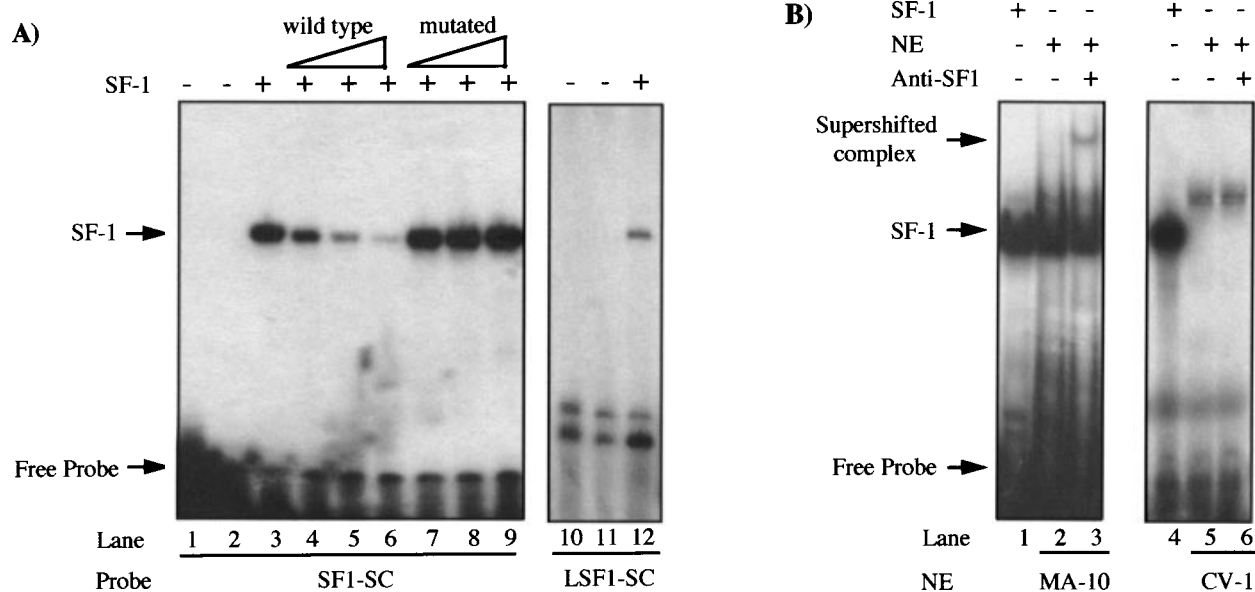 A)
wild type mutated
SF-1 - - + + + + + + + - - +
SF-1
Free Probe
Lane 1 2 3 4 5 6 7 8 9 10 11 12
Probe SF1-SC LSF1-SC
B)
SF-1 + - - + - -
NE - + + - + +
Anti-SF1 - - + - - +
Supershifted
complex
SF-1
Free Probe
Lane 1 2 3 4 5 6
NE MA-10 CV-1